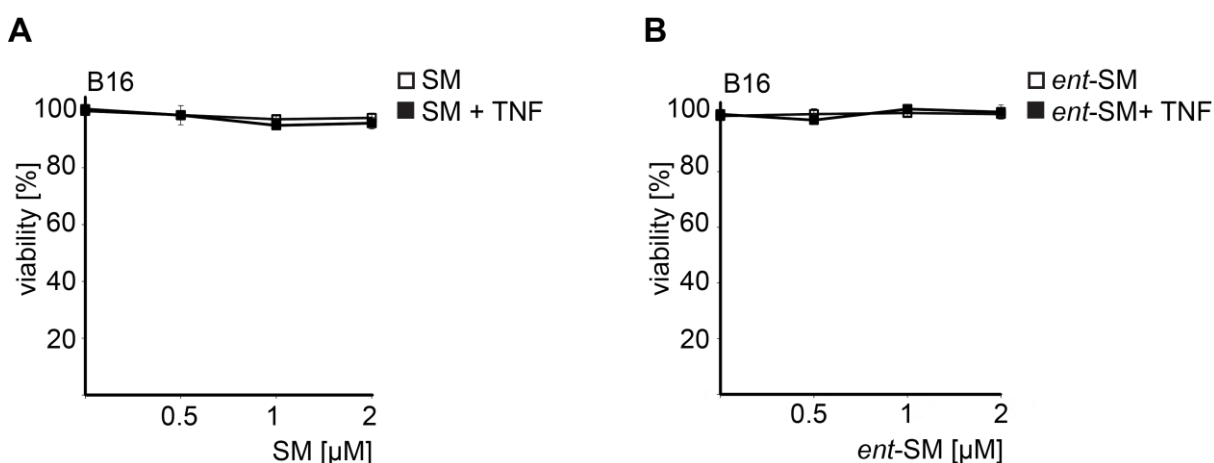 A
B16
SM
SM + TNF
100
80
60
40
20
viability [%]
0.5 1 2
SM [µM]
B
B16
ent-SM
ent-SM+ TNF
100
80
60
40
20
viability [%]
0.5 1 2
ent-SM [µM]